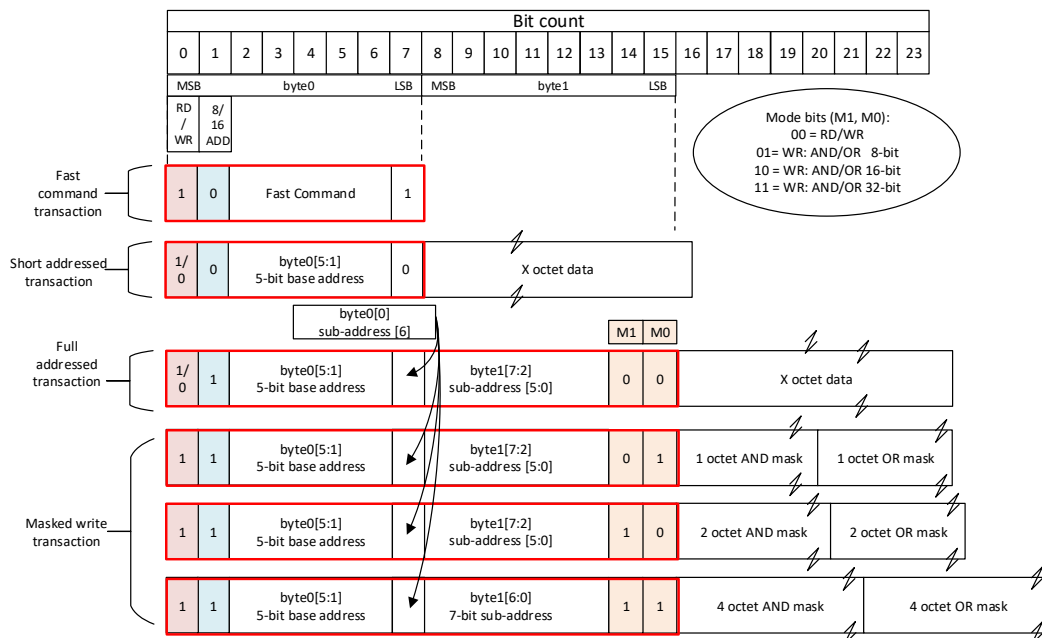 Bit count
0 1 2 3 4 5 6 7 8 9 10 11 12 13 14 15 16 17 18 19 20 21 22 23
MSB byte0 LSB MSB byte1 LSB
RD
/
WR
8/
16
ADD
Mode bits (M1, M0):
00 = RD/WR
01= WR: AND/OR 8-bit
10 = WR: AND/OR 16-bit
11 = WR: AND/OR 32-bit
Fast
command
transaction
1 0 Fast Command 1
Short addressed
transaction
1/
0
0
byte0[5:1]
5-bit base address
0
X octet data
byte0[0]
sub-address [6]
M1 M0
Full
addressed
transaction
1/
0
1
byte0[5:1]
5-bit base address
byte1[7:2]
sub-address [5:0]
0 0
X octet data
Masked write
transaction
1 1
byte0[5:1]
5-bit base address
byte1[7:2]
sub-address [5:0]
0 1
1 octet AND mask 1 octet OR mask
1 1
byte0[5:1]
5-bit base address
byte1[7:2]
sub-address [5:0]
1 0
2 octet AND mask 2 octet OR mask
1 1
byte0[5:1]
5-bit base address
byte1[6:0]
7-bit sub-address
1 1
4 octet AND mask 4 octet OR mask